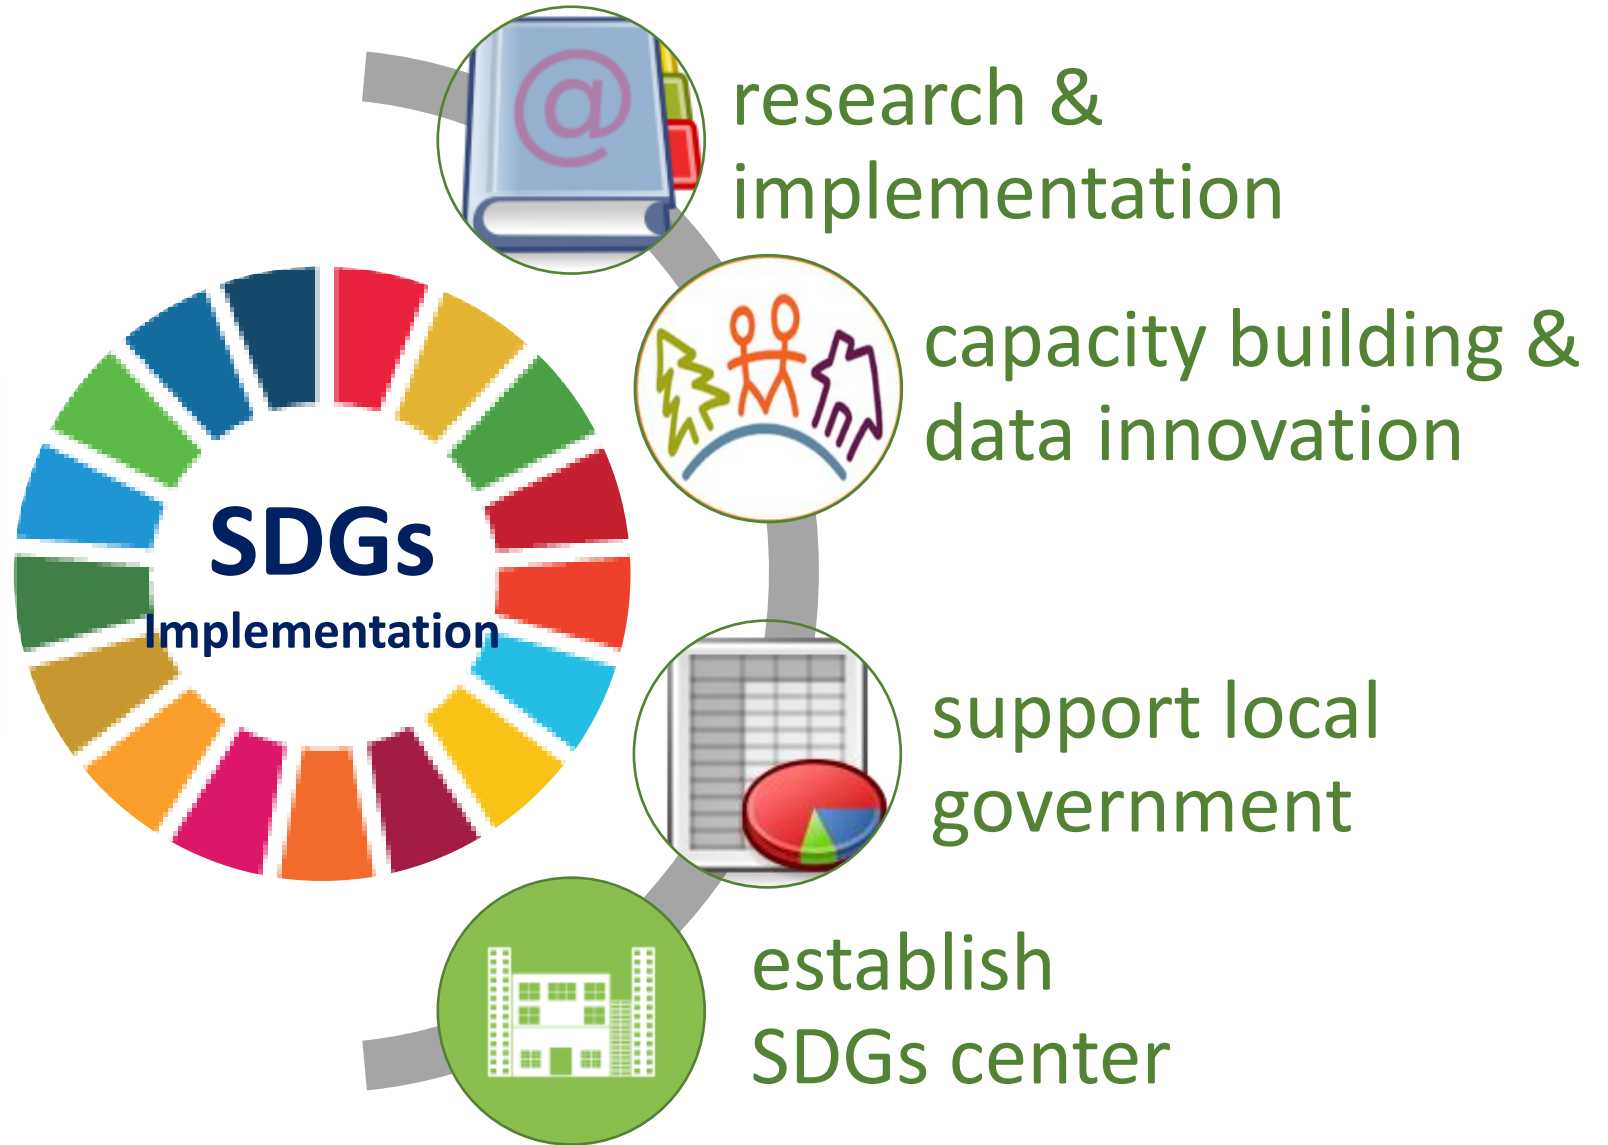 research &
implementation
capacity building &
data innovation
SDGs
Implementation
support local
government
establish
SDGs center
@